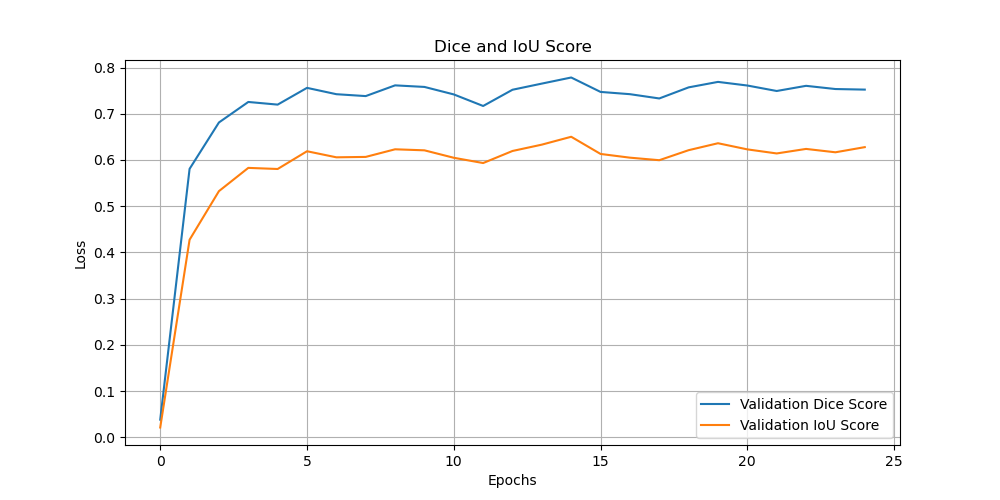 Dice and IoU Score
0.8
0.7
0.6
0.5
0.4
0.3
0.2
0.1
0.0
Loss
0 5 10 15 20 25
Epochs
Validation Dice Score
Validation IoU Score